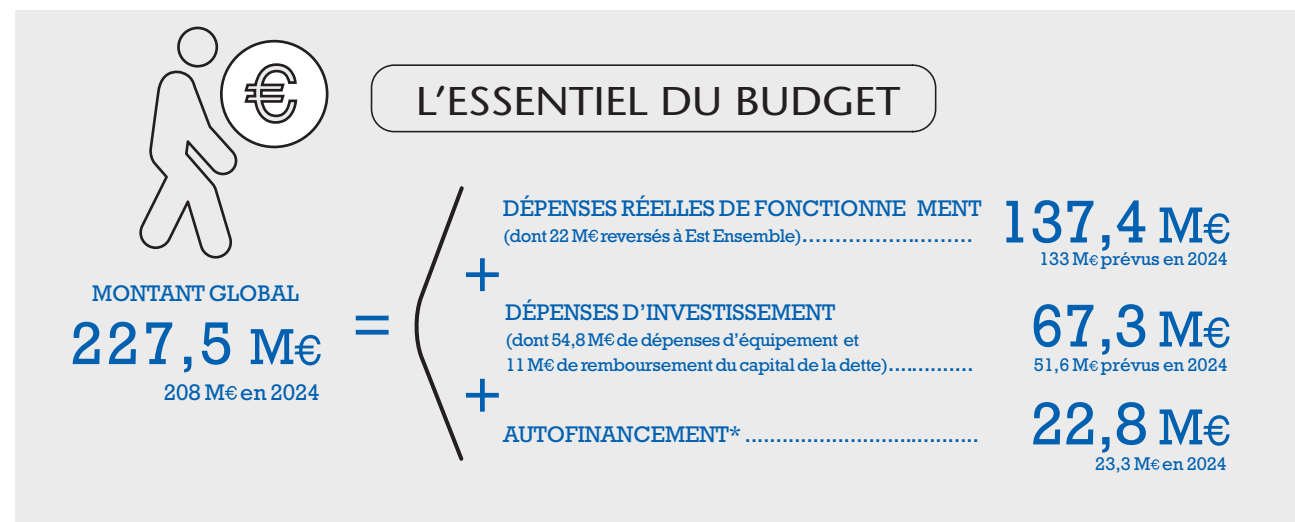 €
L'ESSENTIEL DU BUDGET
MONTANT GLOBAL
227,5 M€
208 M€ en 2024
=
DÉPENSES RÉELLES DE FONCTIONNE MENT
(dont 22 M€ reversés à Est Ensemble)..........................
137,4 M€
133 M€ prévus en 2024
+
DÉPENSES D'INVESTISSEMENT
(dont 54,8 M€ de dépenses d'équipement et
11 M€ de remboursement du capital de la dette).............
67,3 M€
51,6 M€ prévus en 2024
+
AUTOFINANCEMENT* .....................................
22,8 M€
23,3 M€ en 2024